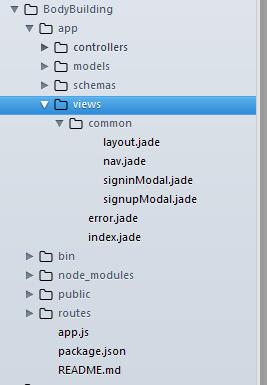 BodyBuilding
app
controllers
models
schemas
views
common
layout.jade
nav.jade
signinModal.jade
signupModal.jade
error.jade
index.jade
bin
node_modules
public
routes
app.js
package.json
README.md